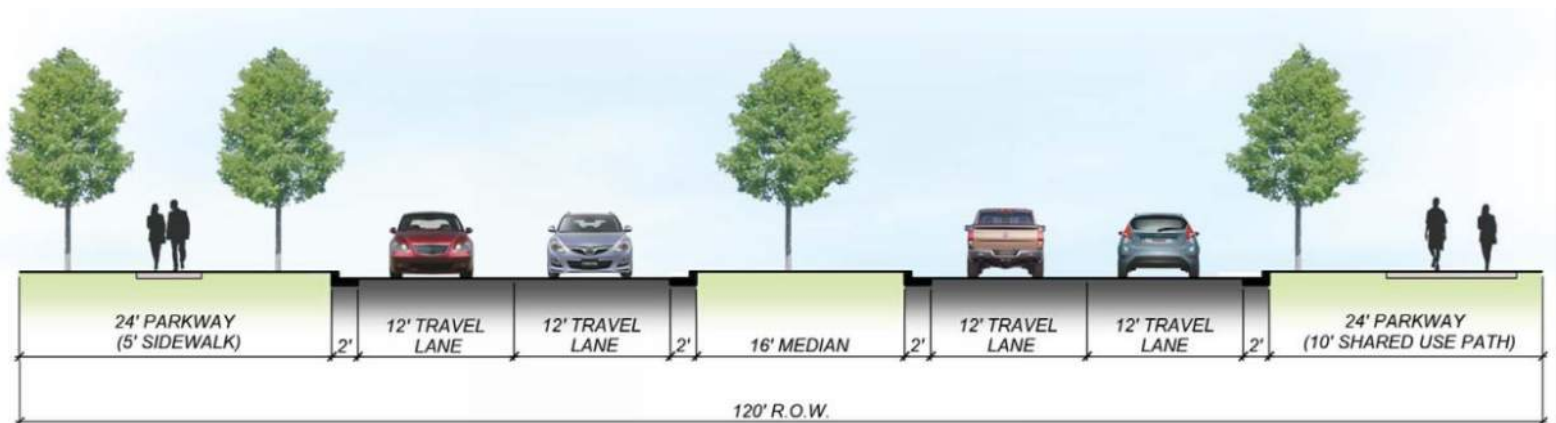 24' PARKWAY
(5' SIDEWALK)
2'
12' TRAVEL
LANE
12' TRAVEL
LANE
2'
16' MEDIAN
2'
12' TRAVEL
LANE
12' TRAVEL
LANE
2'
24' PARKWAY
(10' SHARED USE PATH)
120' R.O.W.